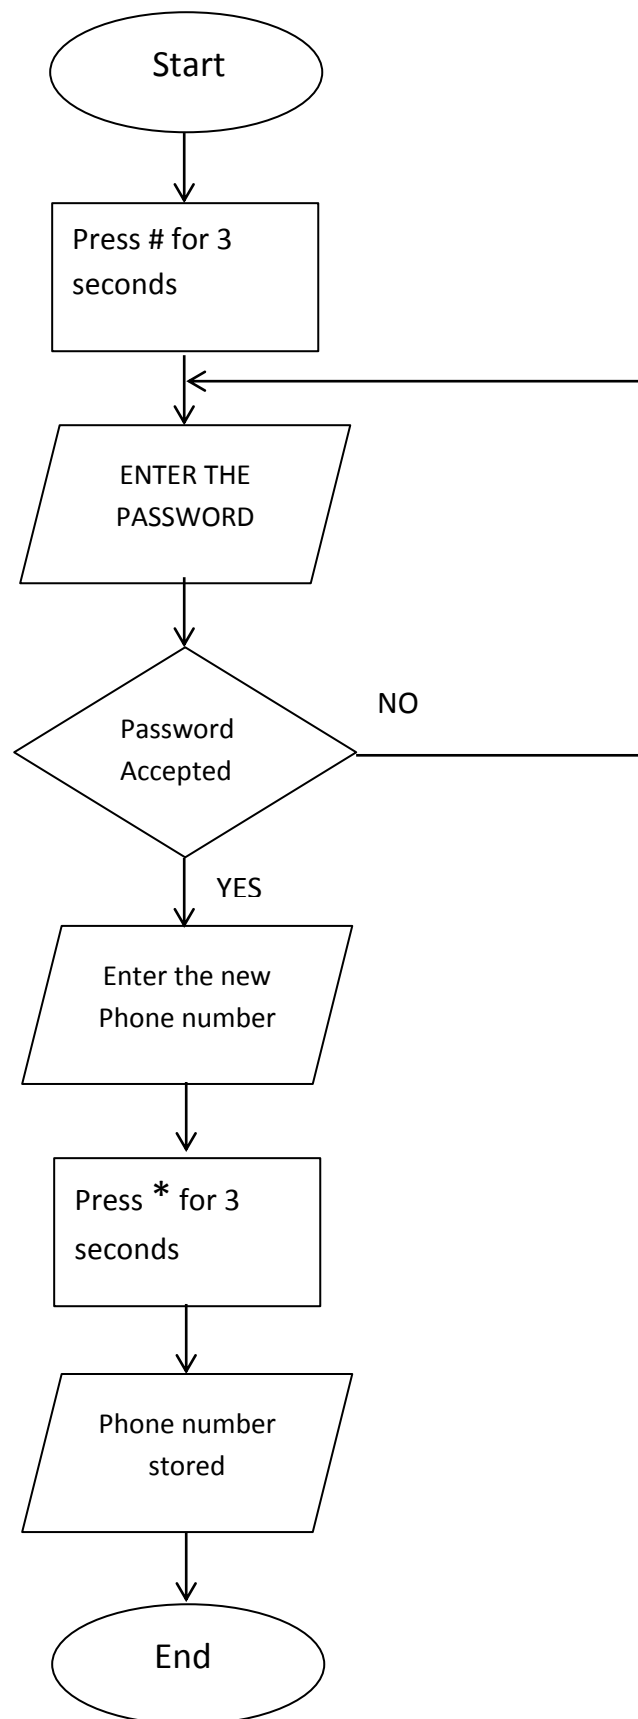 Start
Press # for 3
seconds
ENTER THE
PASSWORD
Password
Accepted
NO
YES
Enter the new
Phone number
Press * for 3
seconds
Phone number
stored
End